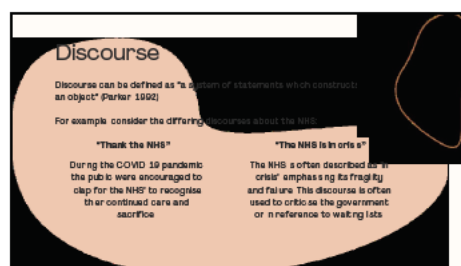 Discourse
Discourse can be defined as "a system of statements which constructs
an object" (Parker 1992)
For example consider the differing discourses about the NHS:
"Thank the NHS"
"The NHS is in crisis"
During the COVID 19 pandemic
the public were encouraged to
clap for the NHS' to recognise
their continued care and
sacrifice
The NHS is often described as 'in
crisis' emphasising its fragility
and failure This discourse is often
used to criticise the government
or in reference to waiting lists